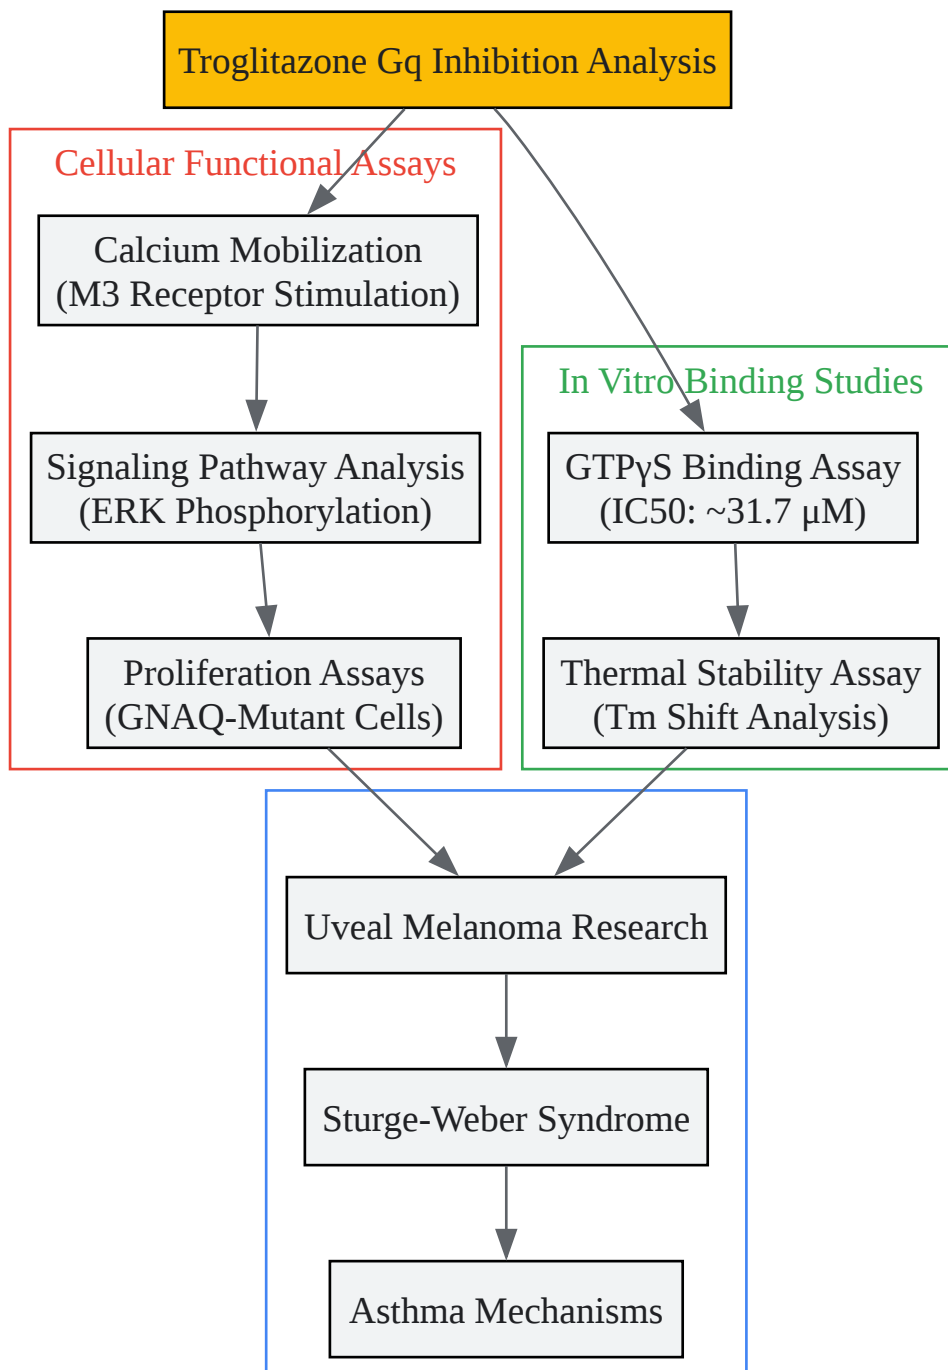 Troglitazone Gq Inhibition Analysis
Cellular Functional Assays
Calcium Mobilization
(M3 Receptor Stimulation)
Signaling Pathway Analysis
(ERK Phosphorylation)
Proliferation Assays
(GNAQ-Mutant Cells)
In Vitro Binding Studies
GTPγS Binding Assay
(IC50: ~31.7 μM)
Thermal Stability Assay
(Tm Shift Analysis)
Uveal Melanoma Research
Sturge-Weber Syndrome
Asthma Mechanisms